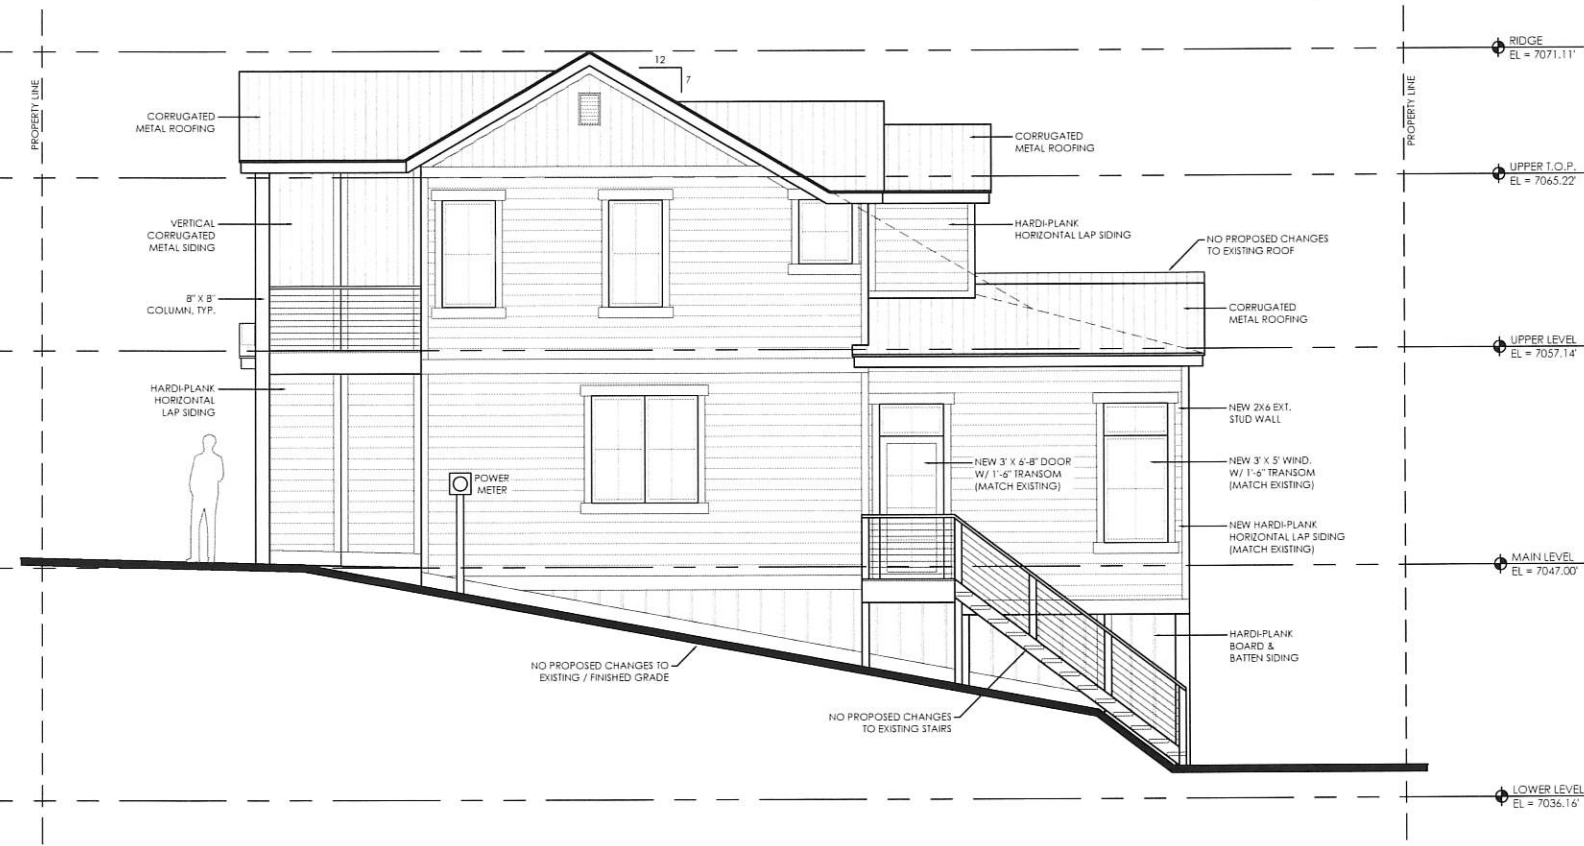 RIDGE
EL = 7071.11'
12
7
PROPERTY LINE
PROPERTY LINE
CORRUGATED
METAL ROOFING
CORRUGATED
METAL ROOFING
UPPER T.O.P.
EL = 7065.22'
VERTICAL
CORRUGATED
METAL SIDING
HARDI-PLANK
HORIZONTAL LAP SIDING
NO PROPOSED CHANGES
TO EXISTING ROOF
8" X 8"
COLUMN, TYP.
CORRUGATED
METAL ROOFING
UPPER LEVEL
EL = 7057.14'
HARDI-PLANK
HORIZONTAL
LAP SIDING
NEW 2X6 EXT.
STUD WALL
POWER
METER
NEW 3' X 6'-8" DOOR
W/ 1'-6" TRANSOM
(MATCH EXISTING)
NEW 3' X 5' WIND.
W/ 1'-6" TRANSOM
(MATCH EXISTING)
NEW HARDI-PLANK
HORIZONTAL LAP SIDING
(MATCH EXISTING)
MAIN LEVEL
EL = 7047.00'
HARDI-PLANK
BOARD &
BATTEN SIDING
NO PROPOSED CHANGES TO
EXISTING / FINISHED GRADE
NO PROPOSED CHANGES
TO EXISTING STAIRS
LOWER LEVEL
EL = 7036.16'